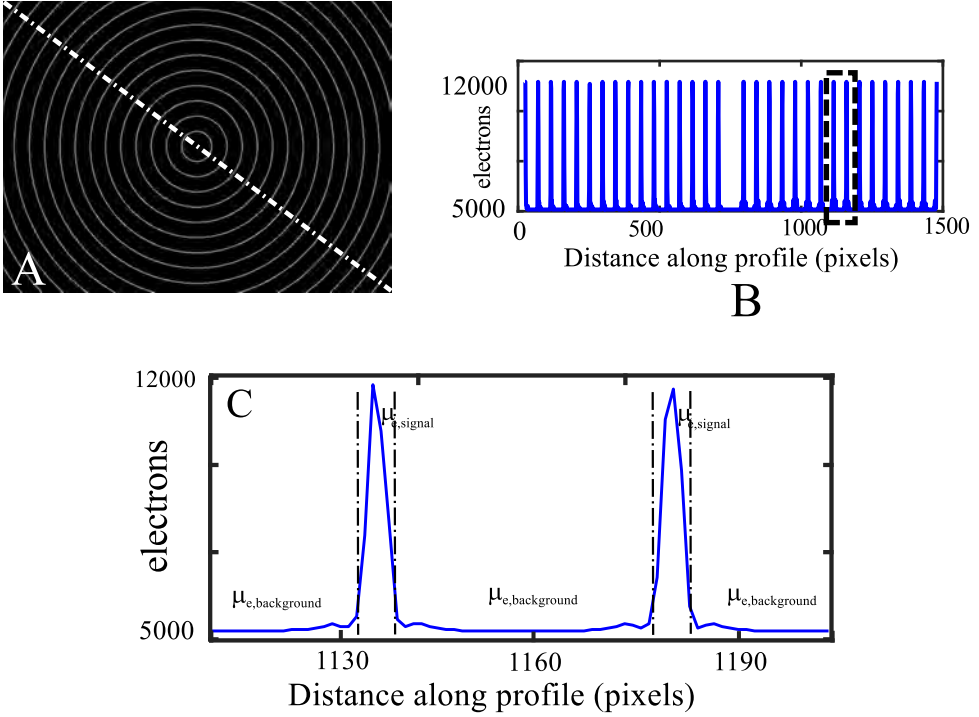 A
12000
electrons
5000
0 500 1000 1500
Distance along profile (pixels)
B
12000
C
μe,signal μe,signal
electrons
μe,background μe,background μe,background
5000
1130 1160 1190
Distance along profile (pixels)